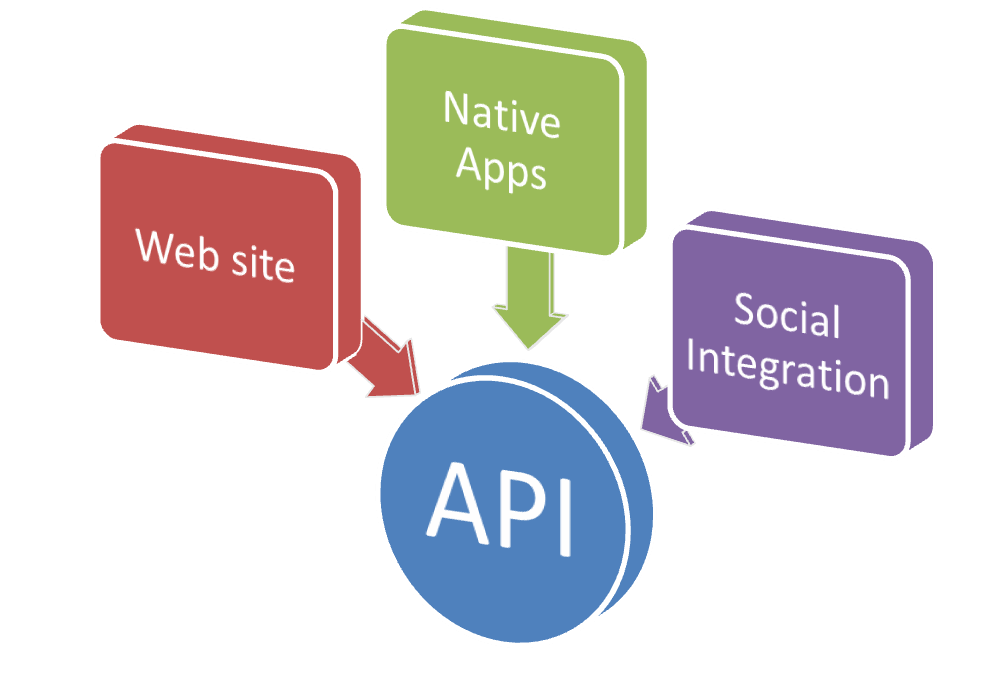 Native
Apps
Web site
Social
Integration
API